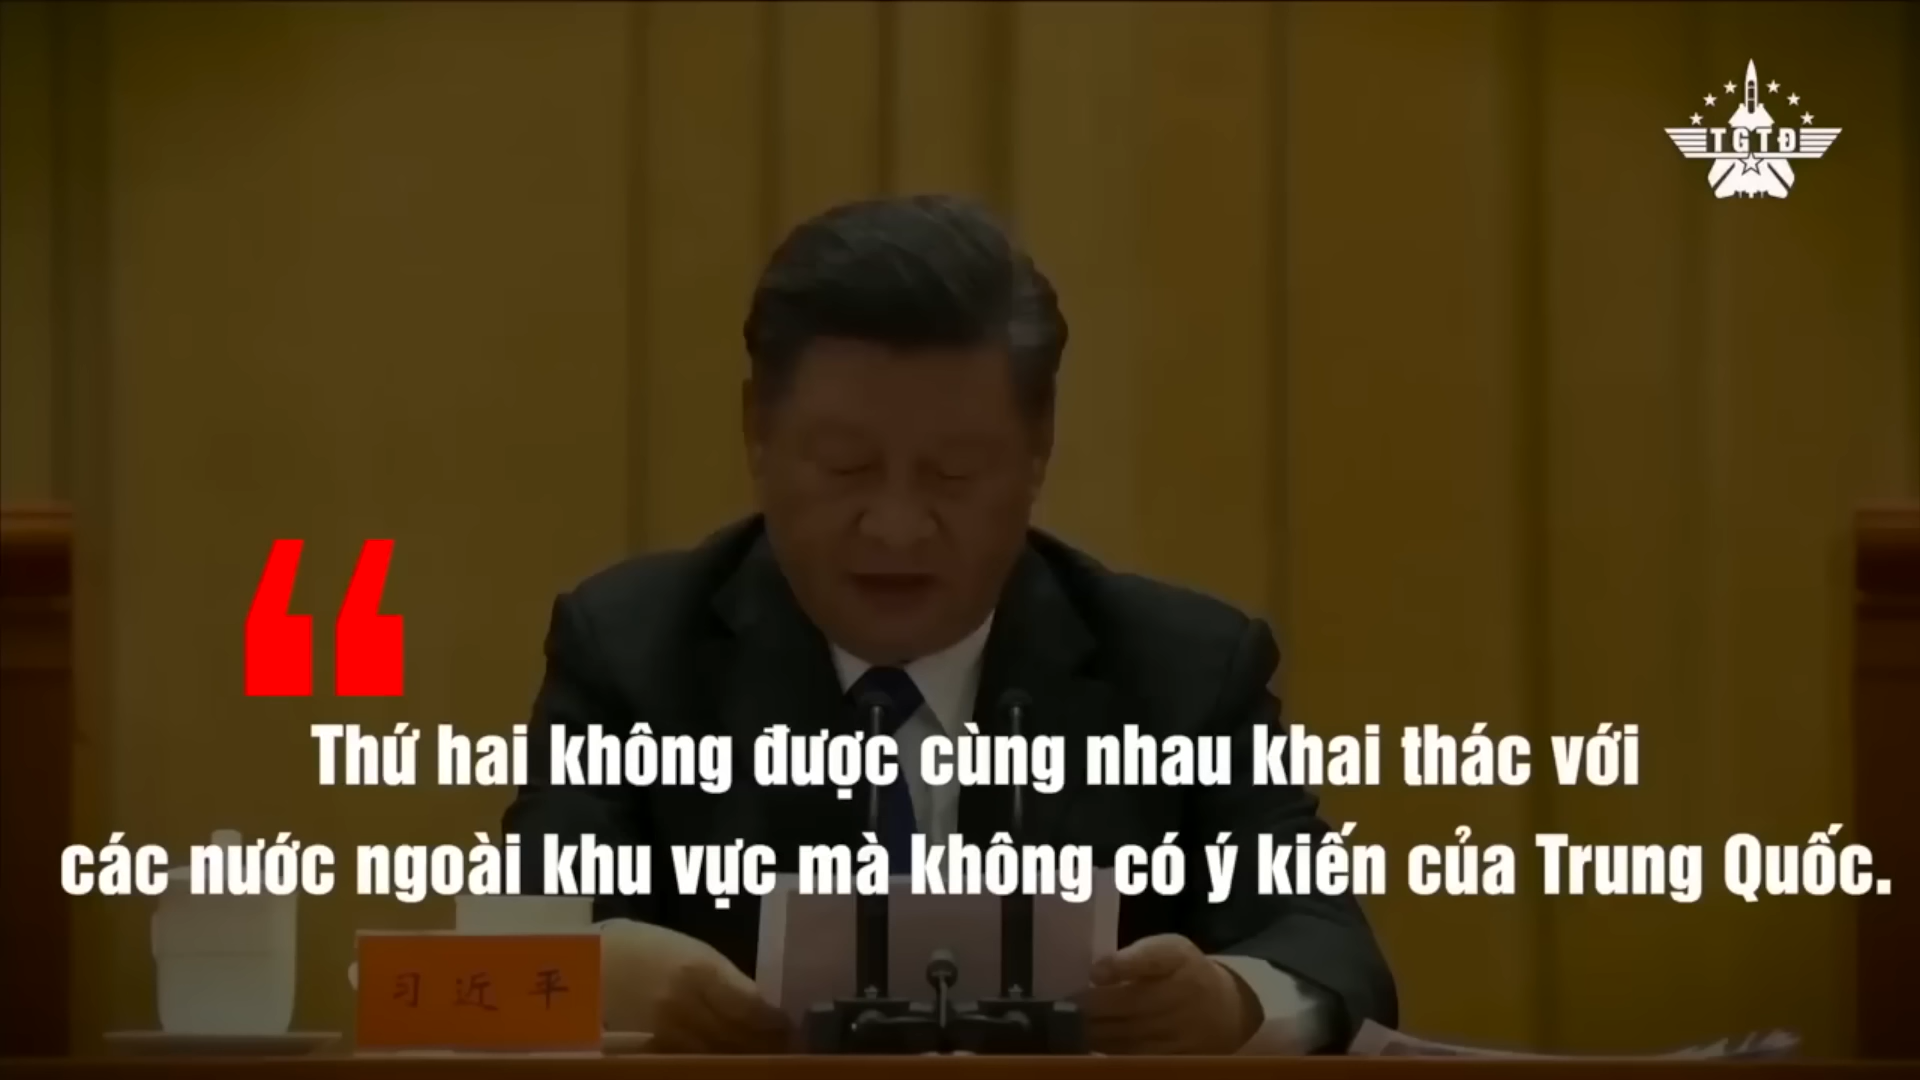 TGTĐ
“
Thứ hai không được cùng nhau khai thác với
các nước ngoài khu vực mà không có ý kiến của Trung Quốc.
习近平